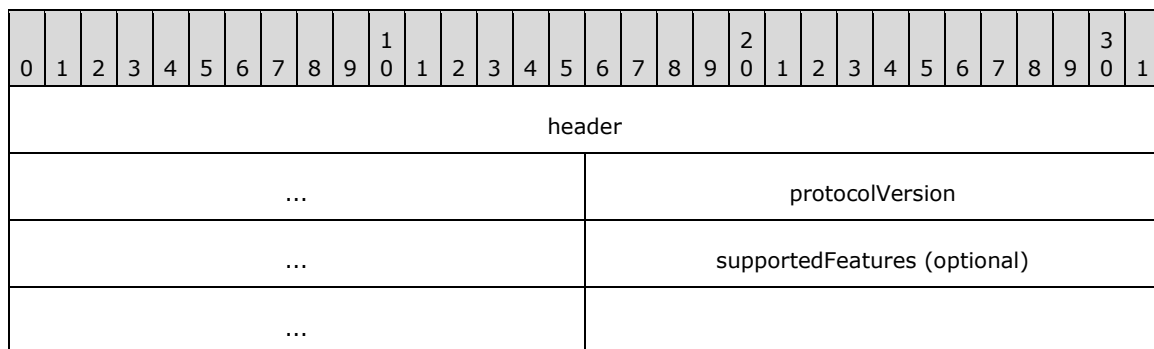 1 2 3
0 1 2 3 4 5 6 7 8 9 0 1 2 3 4 5 6 7 8 9 0 1 2 3 4 5 6 7 8 9 0 1
header
... protocolVersion
... supportedFeatures (optional)
...